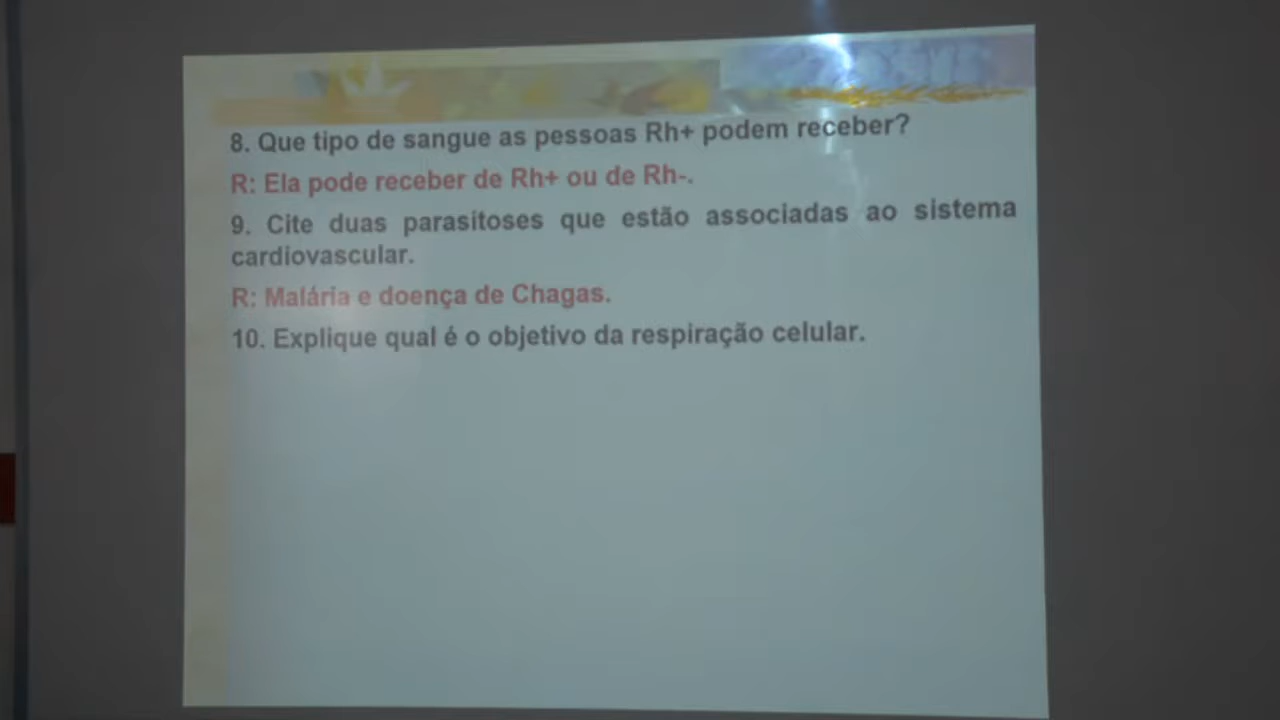 8. Que tipo de sangue as pessoas Rh+ podem receber?
R: Ela pode receber de Rh+ ou de Rh-.
9. Cite duas parasitoses que estão associadas ao sistema
cardiovascular.
R: Malária e doença de Chagas.
10. Explique qual é o objetivo da respiração celular.